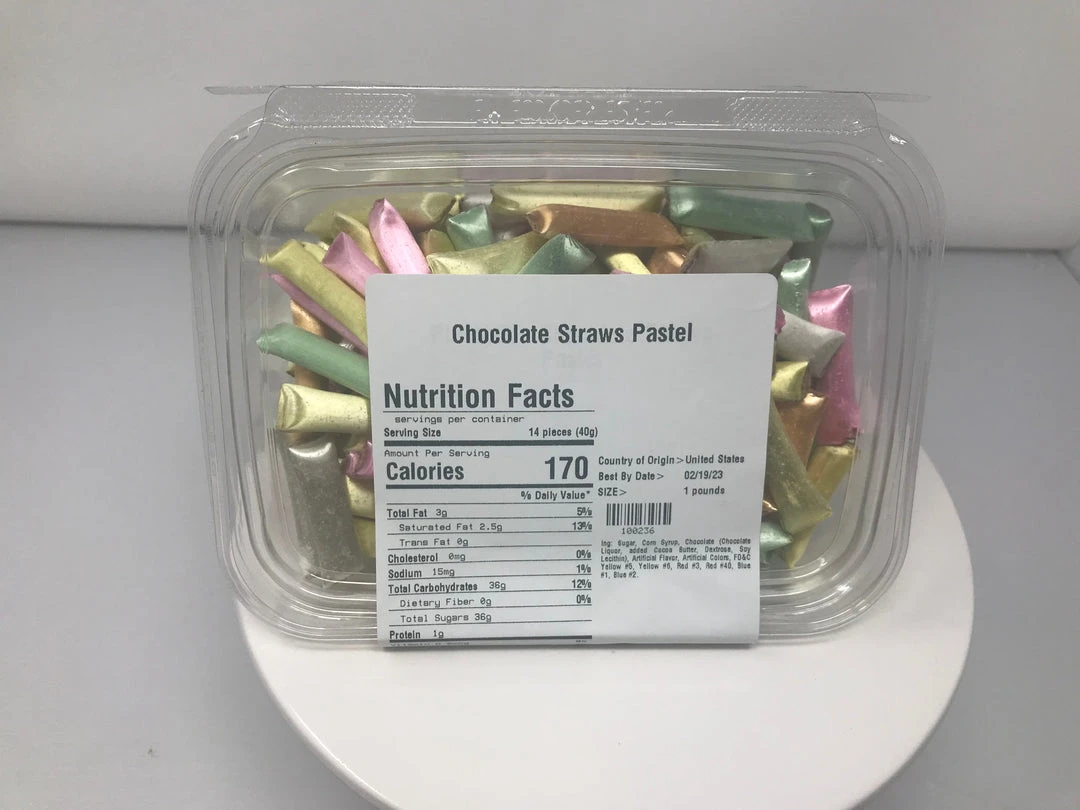 Chocolate Straws Pastel
Nutrition Facts
servings per container
Serving Size 14 pieces (40g)
Amount Per Serving
Calories 170
% Daily Value*
Total Fat 3g 5%
Saturated Fat 2.5g 13%
Trans Fat 0g
Cholesterol 0mg 0%
Sodium 15mg 1%
Total Carbohydrates 36g 12%
Dietary Fiber 0g 0%
Total Sugars 36g
Protein 1g
Country of Origin > United States
Best By Date > 02/19/23
SIZE > 1 pounds
100236
Ing: Sugar, Corn Syrup, Chocolate (Chocolate
Liquor, added Cocoa Butter, Dextrose, Soy
Lecithin), Artificial Flavor, Artificial Colors, FD&C
Yellow #5, Yellow #6, Red #3, Red #40, Blue
#1, Blue #2.